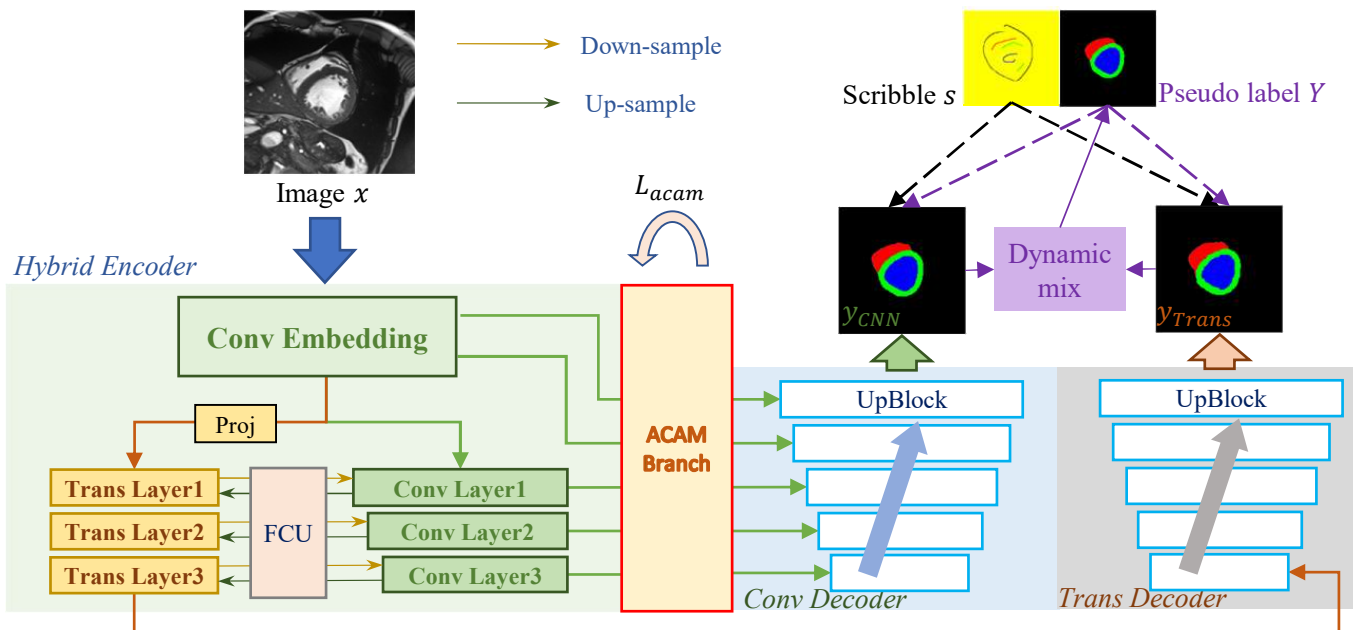 Down-sample
Up-sample
Image x
Scribble s
Pseudo label Y
L_acam
Hybrid Encoder
Dynamic
mix
y_CNN
y_Trans
Conv Embedding
Proj
ACAM
Branch
UpBlock
UpBlock
Trans Layer1
FCU
Conv Layer1
Trans Layer2
Conv Layer2
Trans Layer3
Conv Layer3
Conv Decoder
Trans Decoder